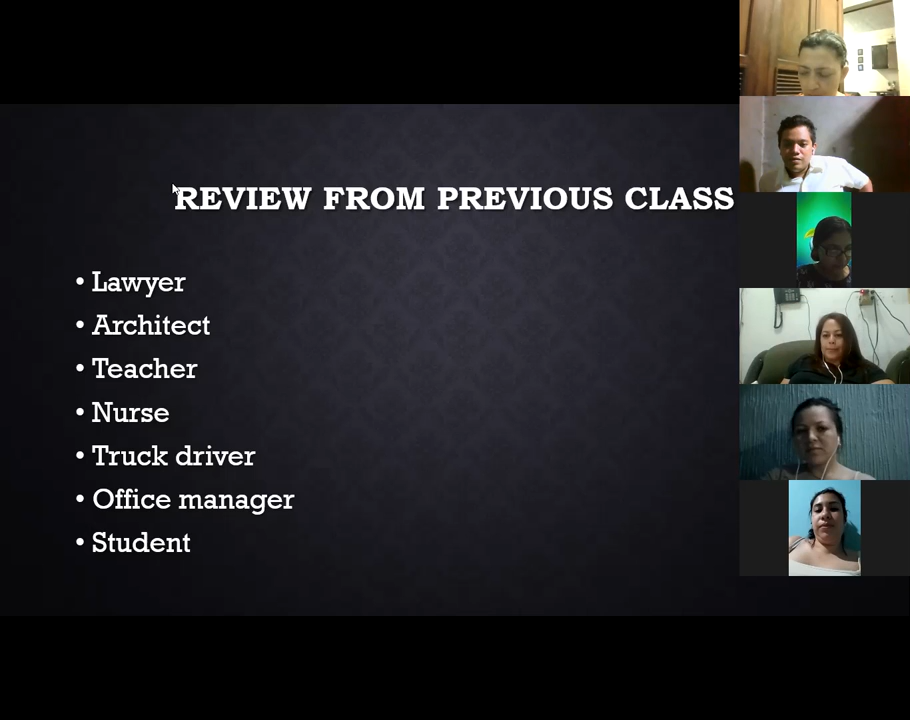 REVIEW FROM PREVIOUS CLASS
• Lawyer
• Architect
• Teacher
• Nurse
• Truck driver
• Office manager
• Student